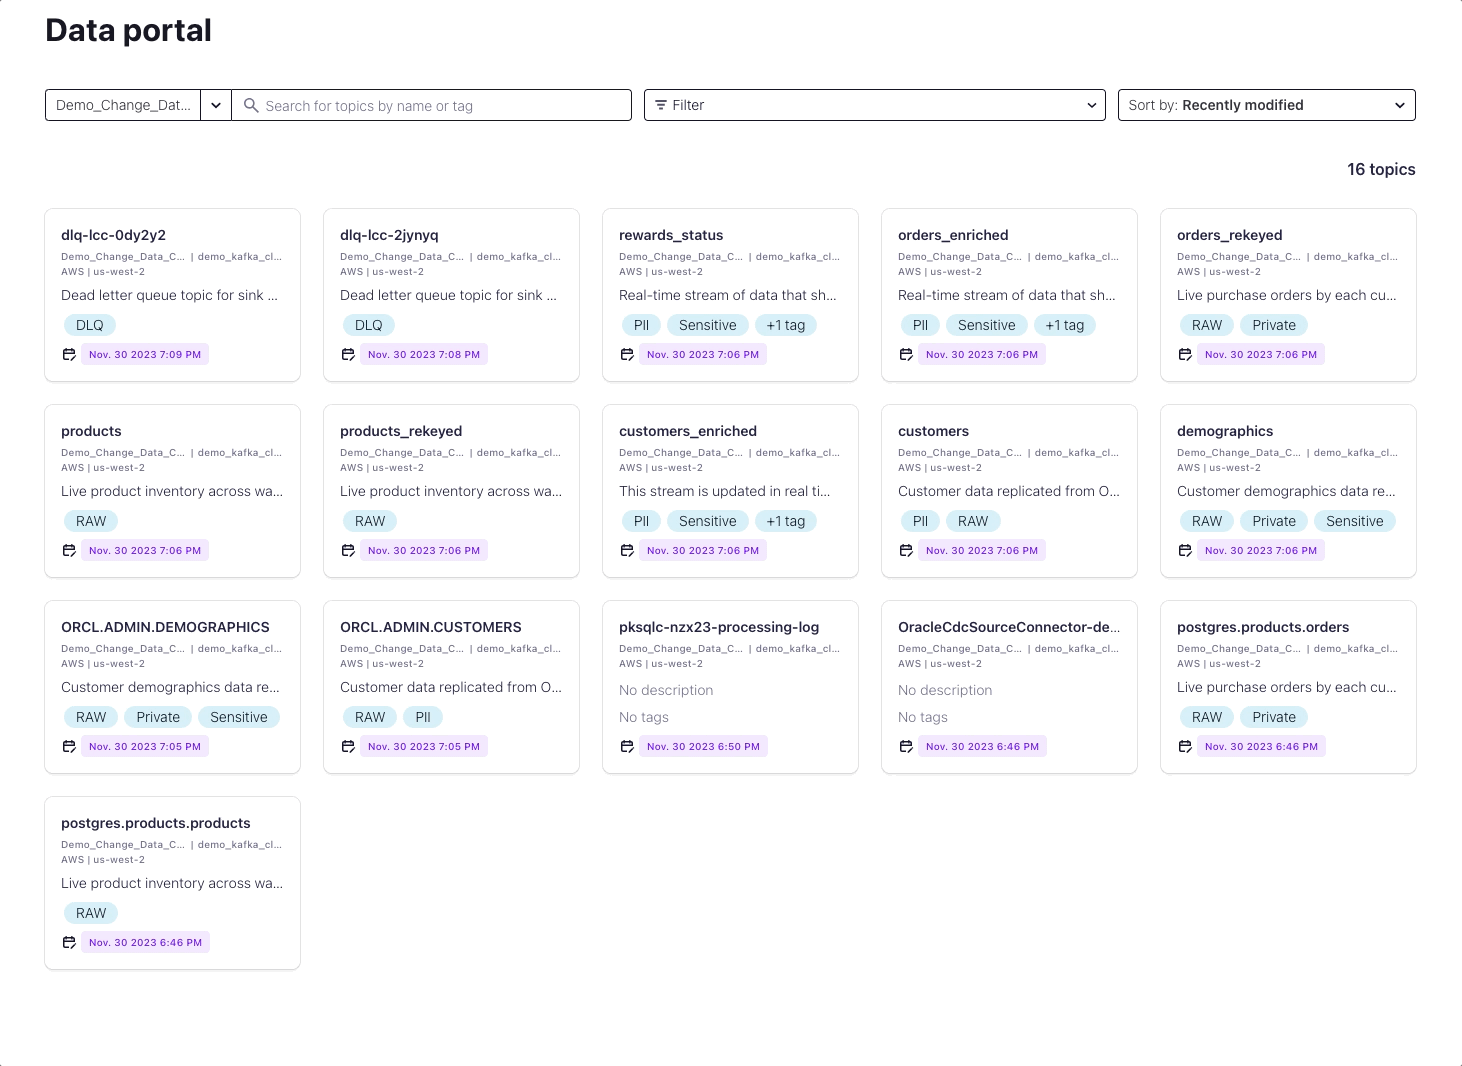 Data portal
Demo_Change_Dat... Search for topics by name or tag Filter Sort by: Recently modified
16 topics
dlq-lcc-0dy2y2
Demo_Change_Data_C... | demo_kafka_cl...
AWS | us-west-2
Dead letter queue topic for sink ...
DLQ
Nov. 30 2023 7:09 PM
dlq-lcc-2jynyq
Demo_Change_Data_C... | demo_kafka_cl...
AWS | us-west-2
Dead letter queue topic for sink ...
DLQ
Nov. 30 2023 7:08 PM
rewards_status
Demo_Change_Data_C... | demo_kafka_cl...
AWS | us-west-2
Real-time stream of data that sh...
PII Sensitive +1 tag
Nov. 30 2023 7:06 PM
orders_enriched
Demo_Change_Data_C... | demo_kafka_cl...
AWS | us-west-2
Real-time stream of data that sh...
PII Sensitive +1 tag
Nov. 30 2023 7:06 PM
orders_rekeyed
Demo_Change_Data_C... | demo_kafka_cl...
AWS | us-west-2
Live purchase orders by each cu...
RAW Private
Nov. 30 2023 7:06 PM
products
Demo_Change_Data_C... | demo_kafka_cl...
AWS | us-west-2
Live product inventory across wa...
RAW
Nov. 30 2023 7:06 PM
products_rekeyed
Demo_Change_Data_C... | demo_kafka_cl...
AWS | us-west-2
Live product inventory across wa...
RAW
Nov. 30 2023 7:06 PM
customers_enriched
Demo_Change_Data_C... | demo_kafka_cl...
AWS | us-west-2
This stream is updated in real ti...
PII Sensitive +1 tag
Nov. 30 2023 7:06 PM
customers
Demo_Change_Data_C... | demo_kafka_cl...
AWS | us-west-2
Customer data replicated from O...
PII RAW
Nov. 30 2023 7:06 PM
demographics
Demo_Change_Data_C... | demo_kafka_cl...
AWS | us-west-2
Customer demographics data re...
RAW Private Sensitive
Nov. 30 2023 7:06 PM
ORCL.ADMIN.DEMOGRAPHICS
Demo_Change_Data_C... | demo_kafka_cl...
AWS | us-west-2
Customer demographics data re...
RAW Private Sensitive
Nov. 30 2023 7:05 PM
ORCL.ADMIN.CUSTOMERS
Demo_Change_Data_C... | demo_kafka_cl...
AWS | us-west-2
Customer data replicated from O...
RAW PII
Nov. 30 2023 7:05 PM
pksqlc-nzx23-processing-log
Demo_Change_Data_C... | demo_kafka_cl...
AWS | us-west-2
No description
No tags
Nov. 30 2023 6:50 PM
OracleCdcSourceConnector-de...
Demo_Change_Data_C... | demo_kafka_cl...
AWS | us-west-2
No description
No tags
Nov. 30 2023 6:46 PM
postgres.products.orders
Demo_Change_Data_C... | demo_kafka_cl...
AWS | us-west-2
Live purchase orders by each cu...
RAW Private
Nov. 30 2023 6:46 PM
postgres.products.products
Demo_Change_Data_C... | demo_kafka_cl...
AWS | us-west-2
Live product inventory across wa...
RAW
Nov. 30 2023 6:46 PM